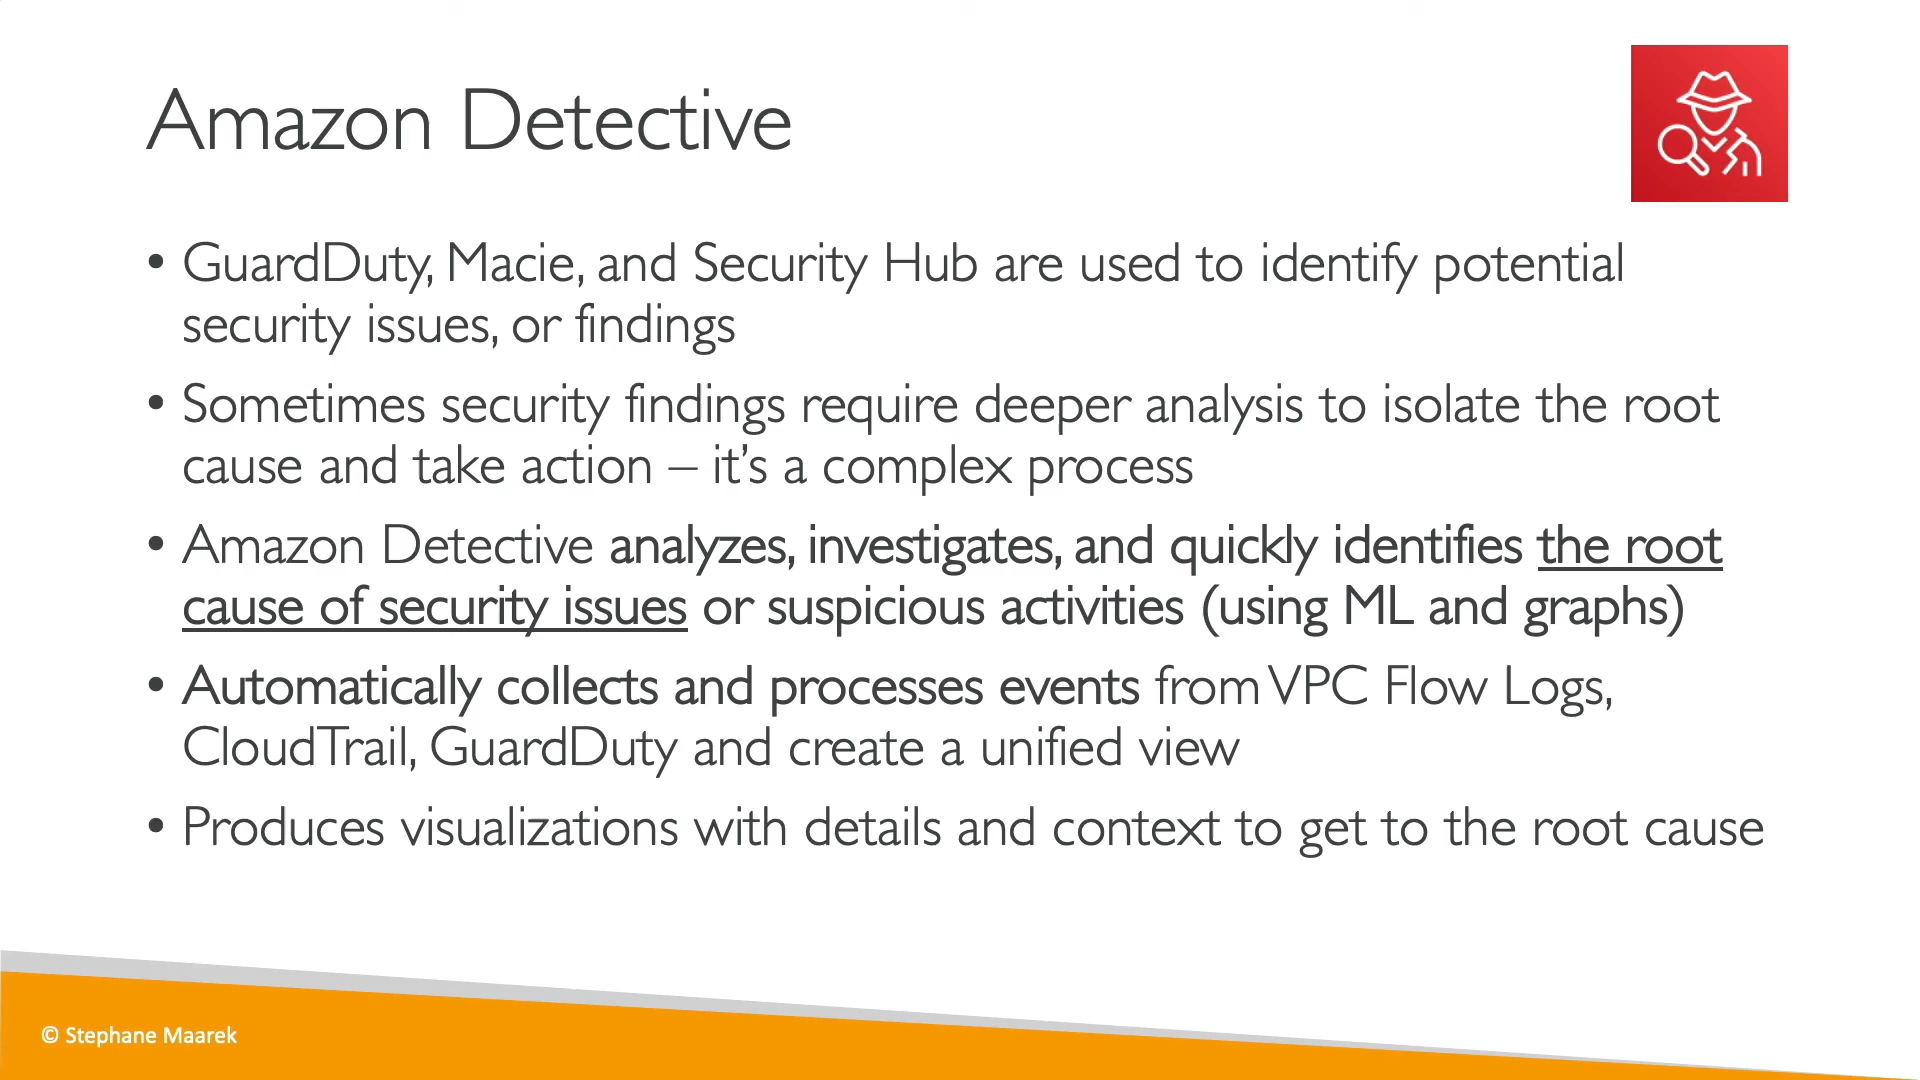 Amazon Detective
• GuardDuty, Macie, and Security Hub are used to identify potential
security issues, or findings
• Sometimes security findings require deeper analysis to isolate the root
cause and take action – it’s a complex process
• Amazon Detective analyzes, investigates, and quickly identifies the root
cause of security issues or suspicious activities (using ML and graphs)
• Automatically collects and processes events from VPC Flow Logs,
CloudTrail, GuardDuty and create a unified view
• Produces visualizations with details and context to get to the root cause
© Stephane Maarek